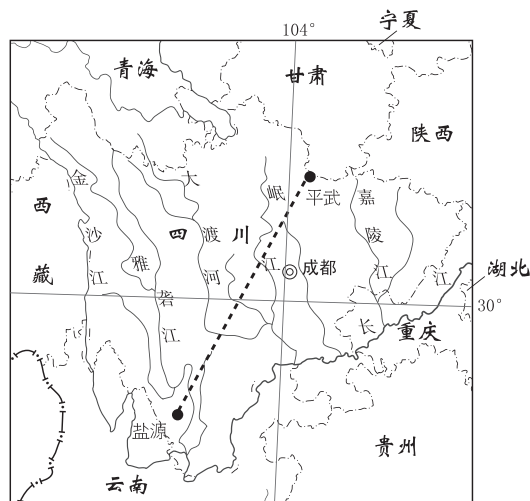 104°
宁夏
青海
甘肃
陕西
金
大
岷
平武
嘉
西
沙
四
渡
川
陵
藏
江
雅
河
江
成都
江
江
湖北
砻
30°
江
长
重庆
盐源
贵州
云南